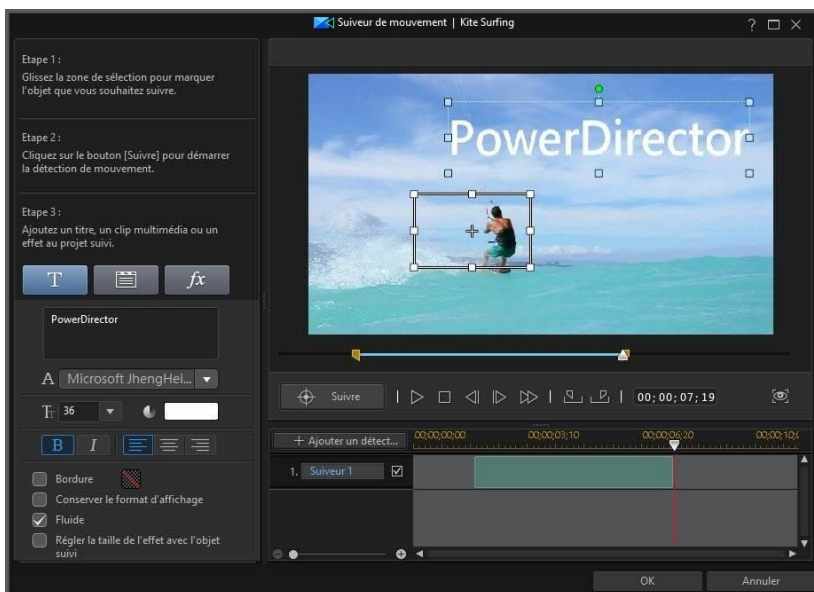 Suiveur de mouvement | Kite Surfing
Etape 1 :
Glissez la zone de sélection pour marquer
l'objet que vous souhaitez suivre.
Etape 2 :
Cliquez sur le bouton [Suivre] pour démarrer
la détection de mouvement.
Etape 3 :
Ajoutez un titre, un clip multimédia ou un
effet au projet suivi.
T fx
PowerDirector
A Microsoft JhengHei...
36
B I
Bordure
Conserver le format d'affichage
Fluide
Régler la taille de l'effet avec l'objet
suivi
PowerDirector
Suivre 00;00;07;19
+ Ajouter un détect... 00;00;00;00 00;00;03;10 00;00;06;20 00;00;10;
1. Suiveur 1
OK Annuler